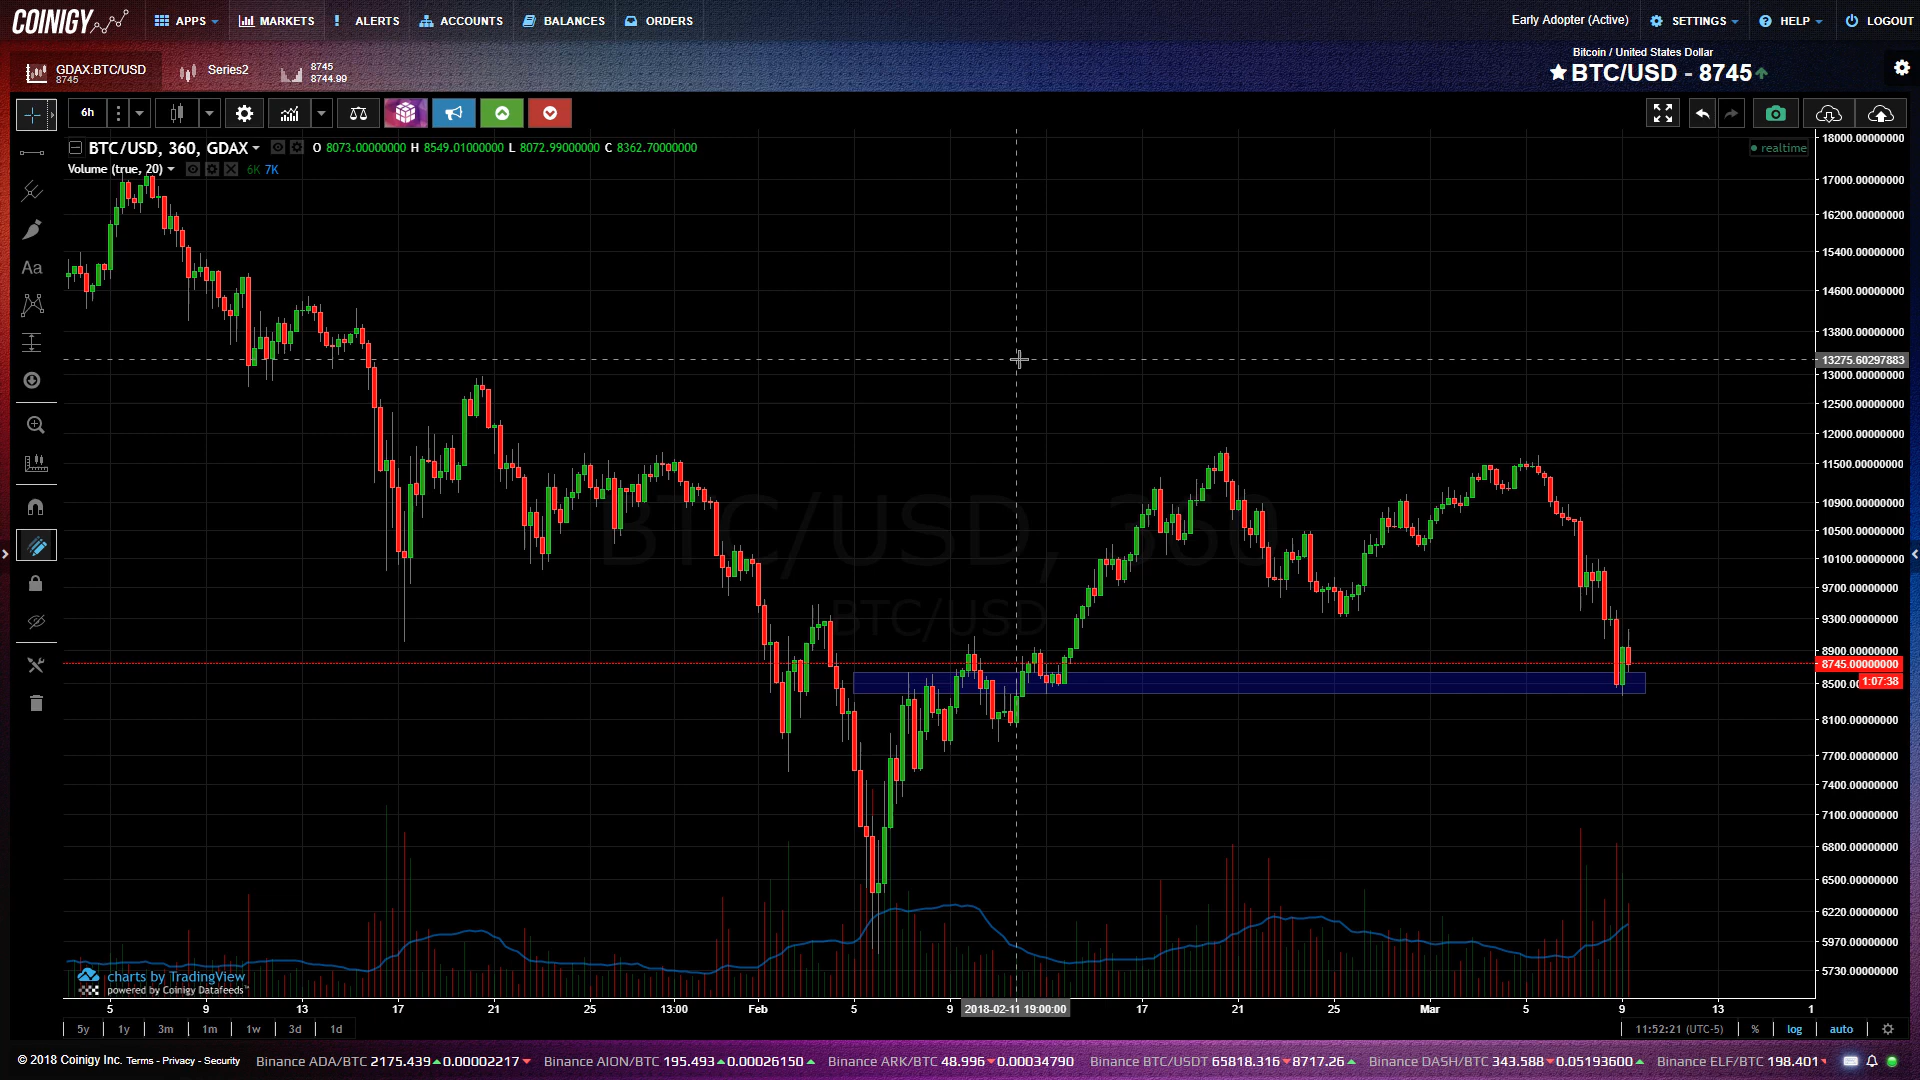 COINIGY APPS MARKETS ! ALERTS ACCOUNTS BALANCES ORDERS Early Adopter (Active) SETTINGS ? HELP LOGOUT
GDAX:BTC/USD
8745
Series2
8745
8744.99
Bitcoin / United States Dollar
BTC/USD - 8745
6h
BTC/USD, 360, GDAX O 8073.00000000 H 8549.01000000 L 8072.99000000 C 8362.70000000
realtime
Volume (true, 20) 6K 7K
Aa
BTC/USD, 360
BTC/USD
18000.00000000
17000.00000000
16200.00000000
15400.00000000
14600.00000000
13800.00000000
13275.60297883
13000.00000000
12500.00000000
12000.00000000
11500.00000000
10900.00000000
10500.00000000
10100.00000000
9700.00000000
9300.00000000
8900.00000000
8745.00000000
8500.00
1:07:38
8100.00000000
7700.00000000
7400.00000000
7100.00000000
6800.00000000
6500.00000000
6220.00000000
5970.00000000
5730.00000000
charts by TradingView
powered by Coinigy Datafeeds™
5 9 13 17 21 25 13:00 Feb 5 9 2018-02-11 19:00:00 17 21 25 Mar 5 9 13 1
5y 1y 3m 1m 1w 3d 1d 11:52:21 (UTC-5) % log auto
© 2018 Coinigy Inc. Terms - Privacy - Security Binance ADA/BTC 2175.439 0.00002217 Binance AION/BTC 195.493 0.00026150 Binance ARK/BTC 48.996 0.00034790 Binance BTC/USDT 65818.316 8717.26 Binance DASH/BTC 343.588 0.05193600 Binance ELF/BTC 198.401